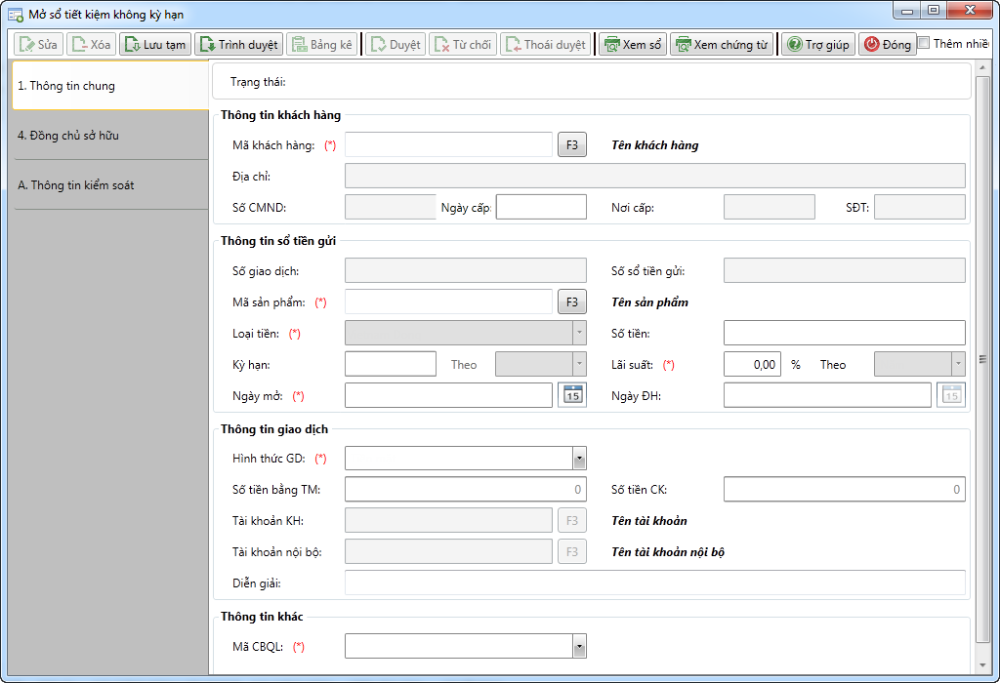 Mở sổ tiết kiệm không kỳ hạn
Sửa Xóa Lưu tạm Trình duyệt Bảng kê Duyệt Từ chối Thoái duyệt Xem sổ Xem chứng từ Trợ giúp Đóng Thêm nhiề
1. Thông tin chung
4. Đồng chủ sở hữu
A. Thông tin kiểm soát
Trạng thái:
Thông tin khách hàng
Mã khách hàng: (*) F3 Tên khách hàng
Địa chỉ:
Số CMND: Ngày cấp: Nơi cấp: SĐT:
Thông tin sổ tiền gửi
Số giao dịch: Số sổ tiền gửi:
Mã sản phẩm: (*) F3 Tên sản phẩm
Loại tiền: (*) Số tiền:
Kỳ hạn: Theo Lãi suất: (*) 0,00 % Theo
Ngày mở: (*) 15 Ngày ĐH: 15
Thông tin giao dịch
Hình thức GD: (*)
Số tiền bằng TM: 0 Số tiền CK: 0
Tài khoản KH: F3 Tên tài khoản
Tài khoản nội bộ: F3 Tên tài khoản nội bộ
Diễn giải:
Thông tin khác
Mã CBQL: (*)